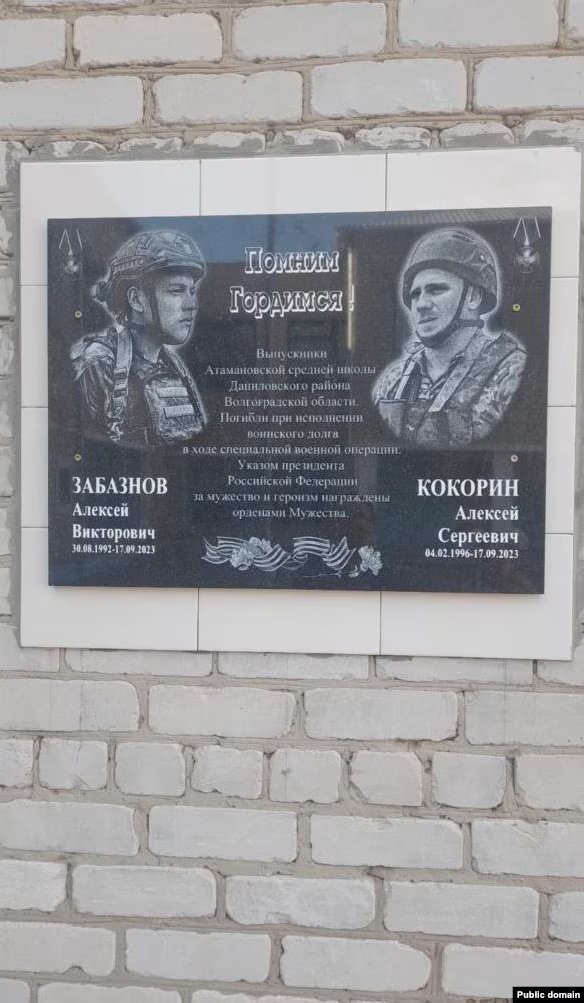 Помним
Гордимся!
Выпускники
Атамановской средней школы
Даниловского района
Волгоградской области.
Погибли при исполнении
воинского долга
в ходе специальной военной операции.
Указом президента
Российской Федерации
за мужество и героизм награждены
орденами Мужества.
ЗАБАЗНОВ
Алексей
Викторович
30.08.1992-17.09.2023
КОКОРИН
Алексей
Сергеевич
04.02.1996-17.09.2023
Public domain